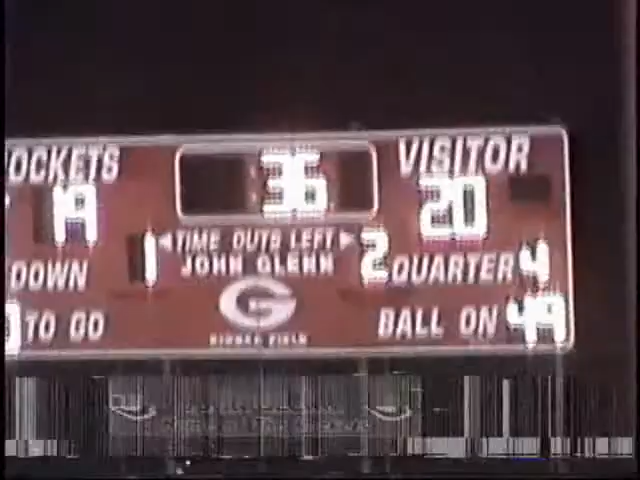 OCKETS 36 VISITOR
19 20
1 TIME OUTS LEFT 2
JOHN GLENN
DOWN QUARTER 4
G
TO GO BALL ON 49
FIELD